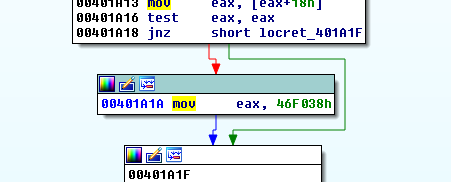 00401A13 mov     eax, [eax+18h]
00401A16 test    eax, eax
00401A18 jnz     short locret_401A1F
00401A1A mov     eax, 46F038h
00401A1F